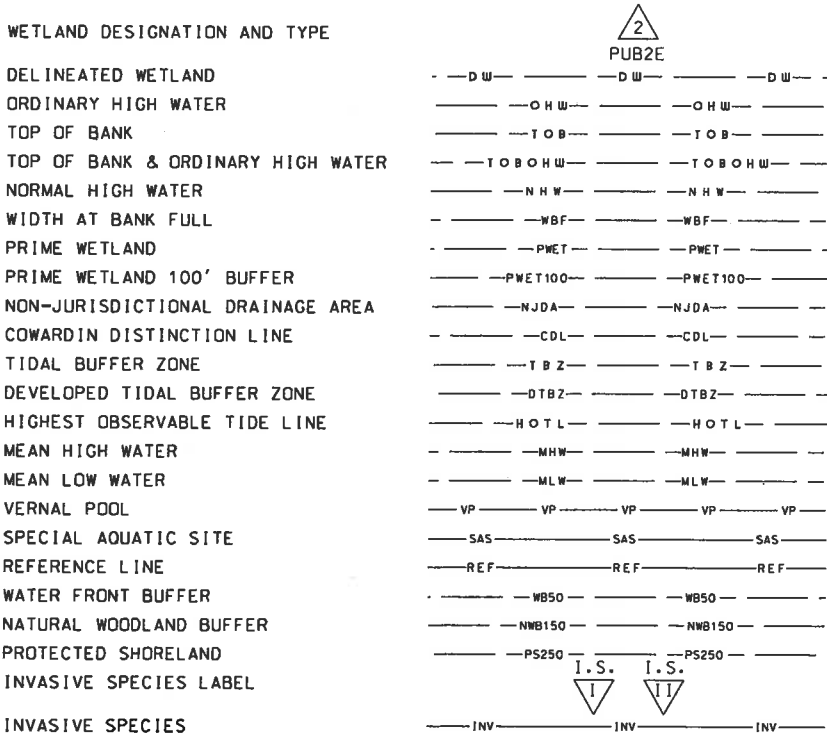 WETLAND DESIGNATION AND TYPE 2
PUB2E
DELINEATED WETLAND DW DW DW
ORDINARY HIGH WATER OHW OHW
TOP OF BANK TOB TOB
TOP OF BANK & ORDINARY HIGH WATER TOBOHW TOBOHW
NORMAL HIGH WATER NHW NHW
WIDTH AT BANK FULL WBF WBF
PRIME WETLAND PWET PWET
PRIME WETLAND 100' BUFFER PWET100 PWET100
NON-JURISDICTIONAL DRAINAGE AREA NJDA NJDA
COWARDIN DISTINCTION LINE CDL CDL
TIDAL BUFFER ZONE TBZ TBZ
DEVELOPED TIDAL BUFFER ZONE DTBZ DTBZ
HIGHEST OBSERVABLE TIDE LINE HOTL HOTL
MEAN HIGH WATER MHW MHW
MEAN LOW WATER MLW MLW
VERNAL POOL VP VP VP VP VP
SPECIAL AQUATIC SITE SAS SAS SAS
REFERENCE LINE REF REF REF
WATER FRONT BUFFER WB50 WB50
NATURAL WOODLAND BUFFER NWB150 NWB150
PROTECTED SHORELAND PS250 PS250
I.S. I.S.
INVASIVE SPECIES LABEL I II
INVASIVE SPECIES INV INV INV